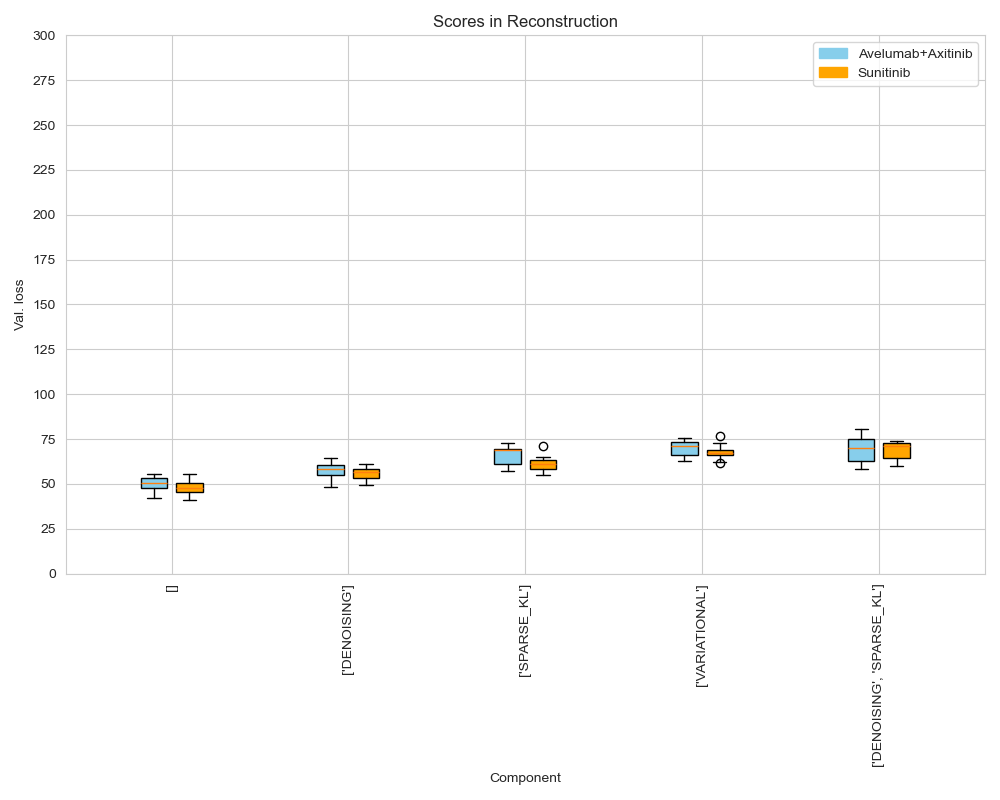 Scores in Reconstruction
Avelumab+Axitinib
Sunitinib
300
275
250
225
200
175
150
125
100
75
50
25
0
Val. loss
[]
['DENOISING']
['SPARSE_KL']
['VARIATIONAL']
['DENOISING', 'SPARSE_KL']
Component